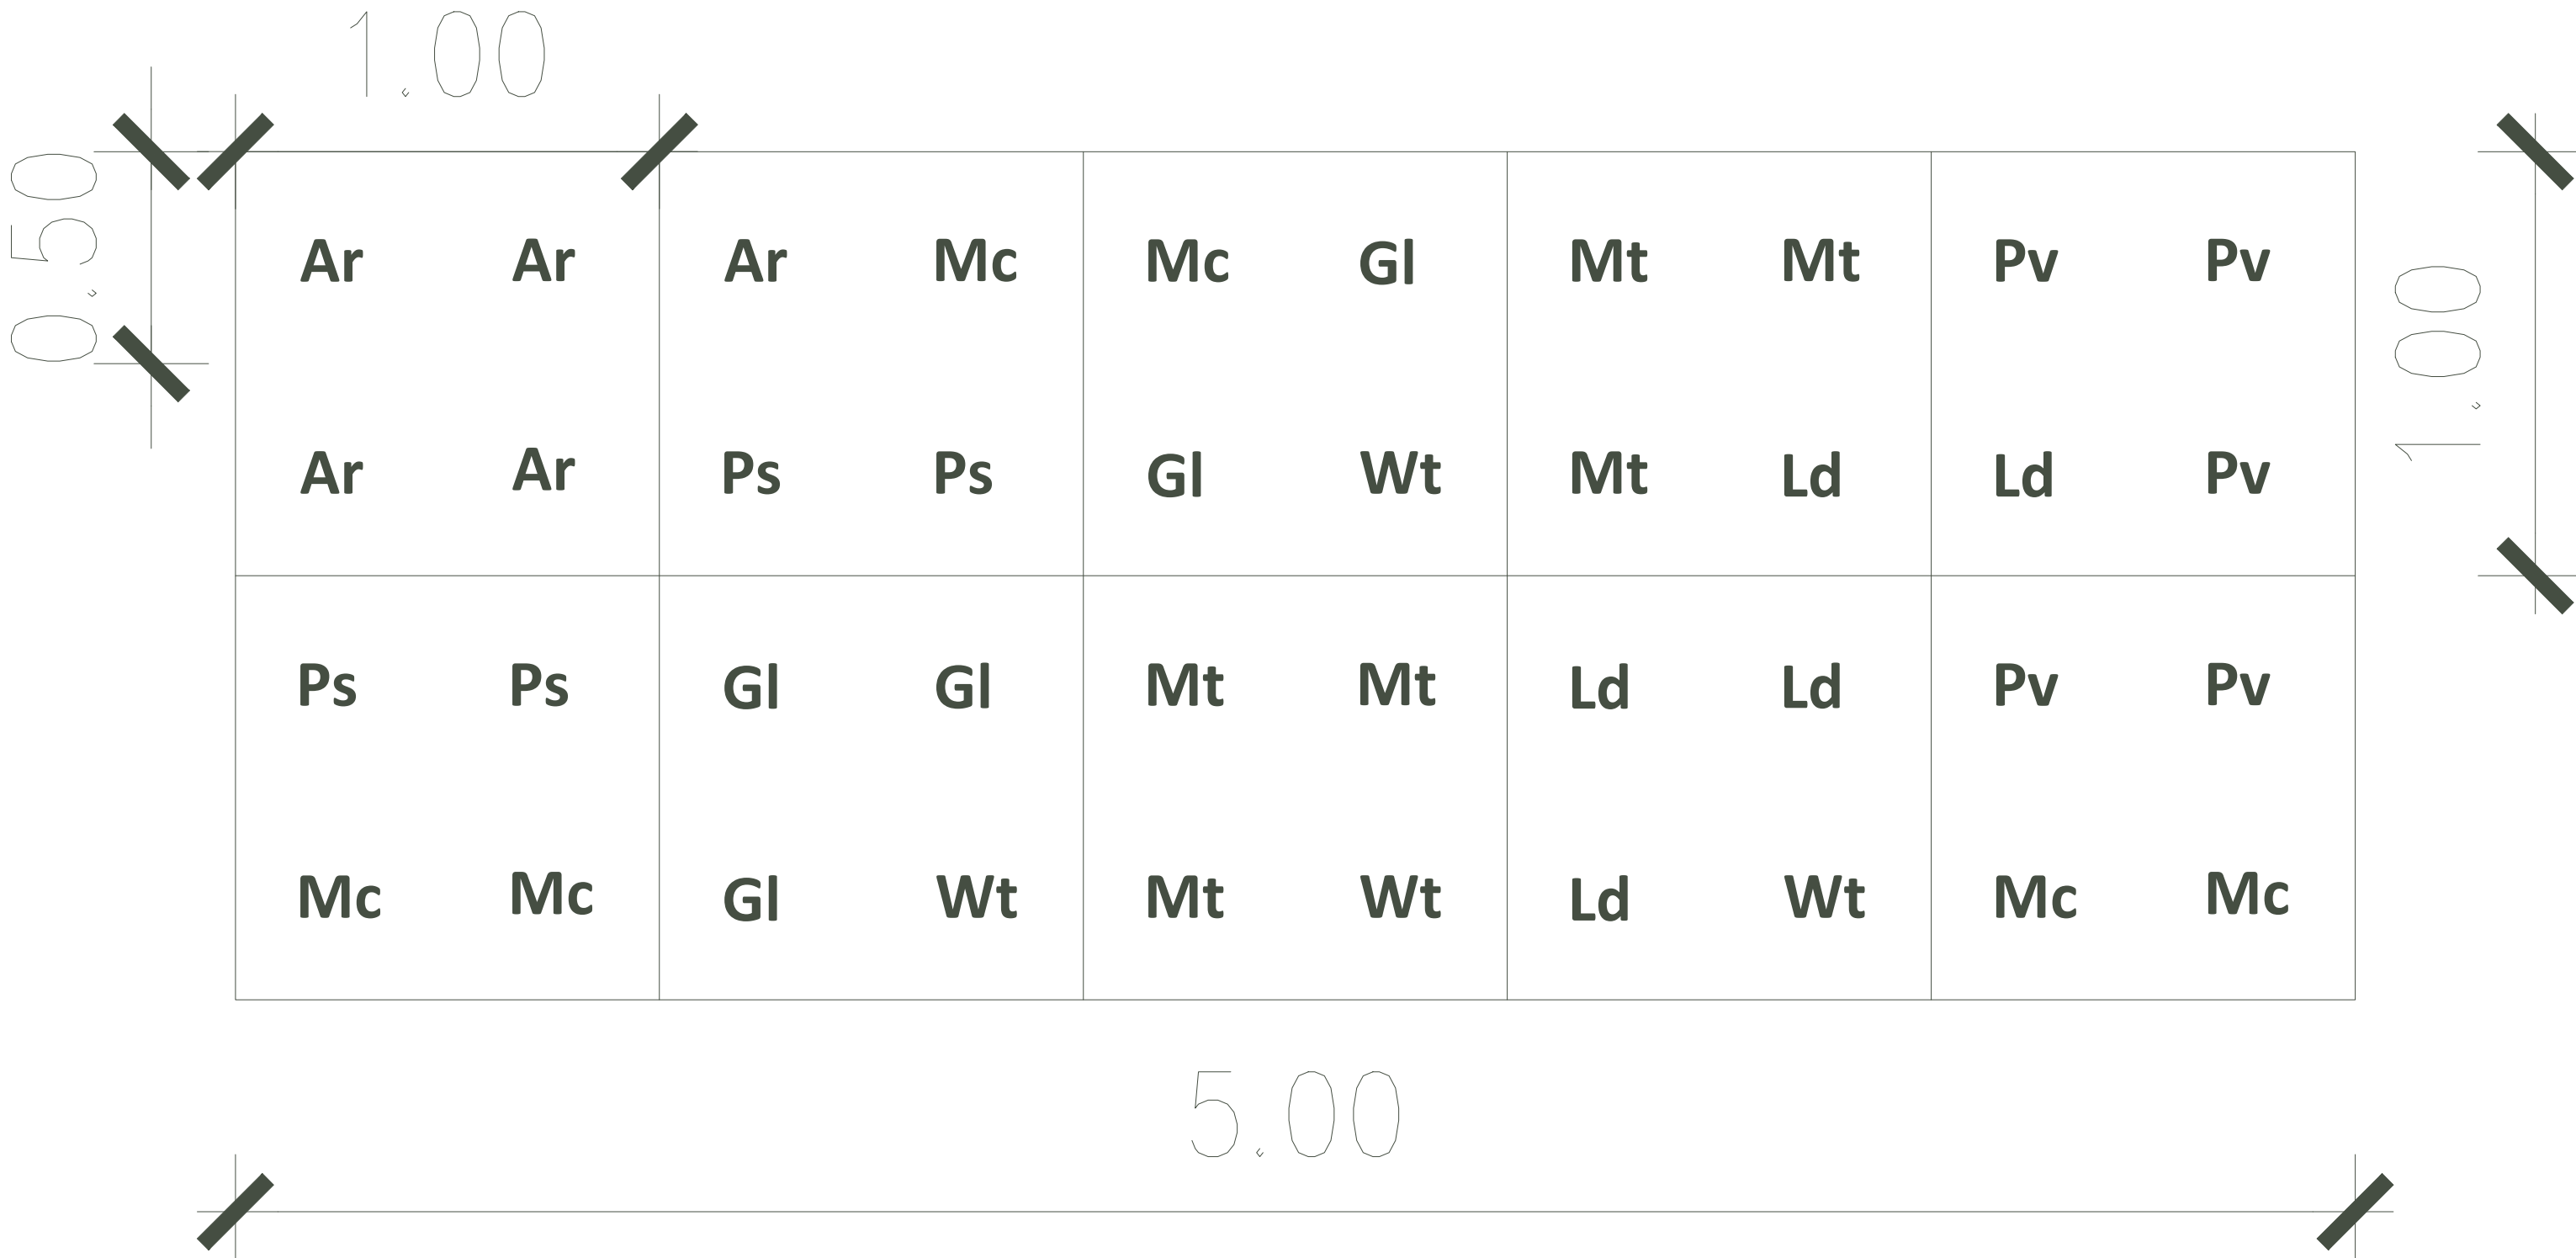 1.00
0.50
Ar Ar Ar Mc Mc Gl Mt Mt Pv Pv
1.00
Ar Ar Ps Ps Gl Wt Mt Ld Ld Pv
Ps Ps Gl Gl Mt Mt Ld Ld Pv Pv
Mc Mc Gl Wt Mt Wt Ld Wt Mc Mc
5.00